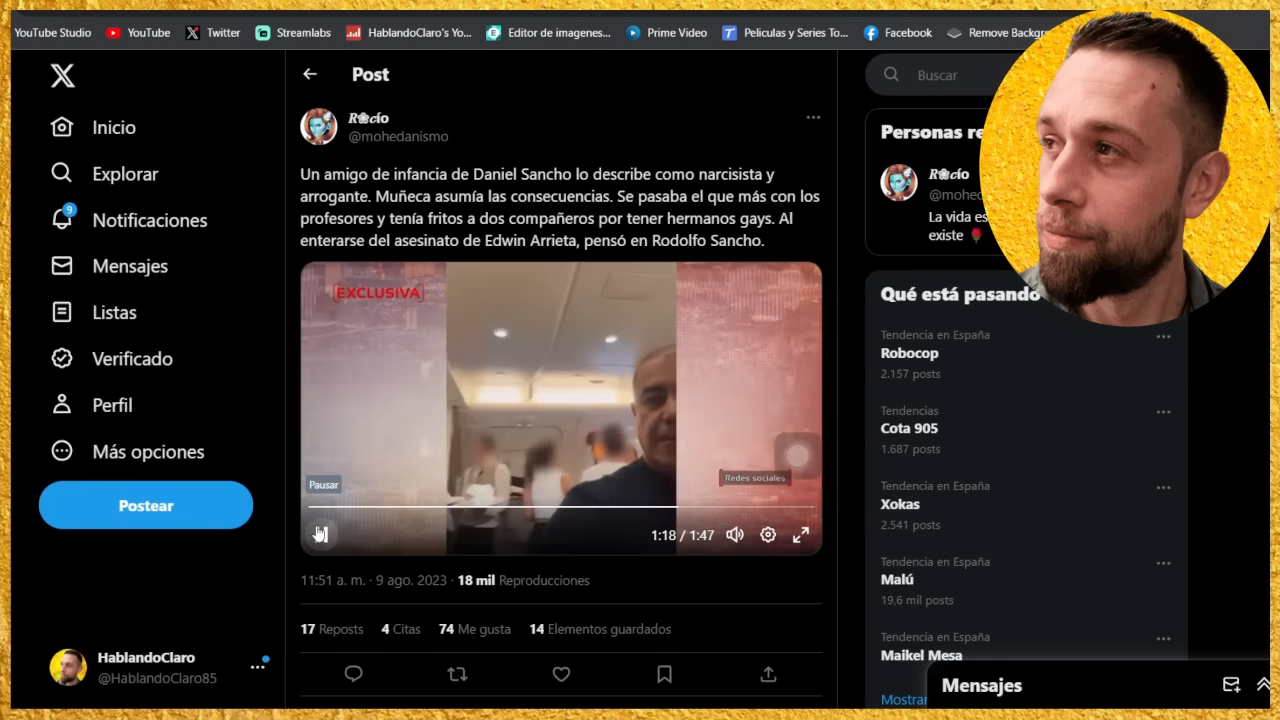 YouTube Studio
YouTube
Twitter
Streamlabs
HablandoClaro's Yo...
Editor de imagenes...
Prime Video
Peliculas y Series To...
Facebook
Remove Backgr
Inicio
Explorar
9
Notificaciones
Mensajes
Listas
Verificado
Perfil
Más opciones
Postear
HablandoClaro
@HablandoClaro85
Post
R❀cío
@mohedanismo
Un amigo de infancia de Daniel Sancho lo describe como narcisista y
arrogante. Muñeca asumía las consecuencias. Se pasaba el que más con los
profesores y tenía fritos a dos compañeros por tener hermanos gays. Al
enterarse del asesinato de Edwin Arrieta, pensó en Rodolfo Sancho.
EXCLUSIVA
Redes sociales
Pausar
1:18 / 1:47
11:51 a. m. · 9 ago. 2023 · 18 mil Reproducciones
17 Reposts 4 Citas 74 Me gusta 14 Elementos guardados
Buscar
Personas re
R❀cío
@mohed
La vida es
existe
Qué está pasando
Tendencia en España
Robocop
2.157 posts
Tendencias
Cota 905
1.687 posts
Tendencia en España
Xokas
2.541 posts
Tendencia en España
Malú
19,6 mil posts
Tendencia en España
Maikel Mesa
Mostrar
Mensajes